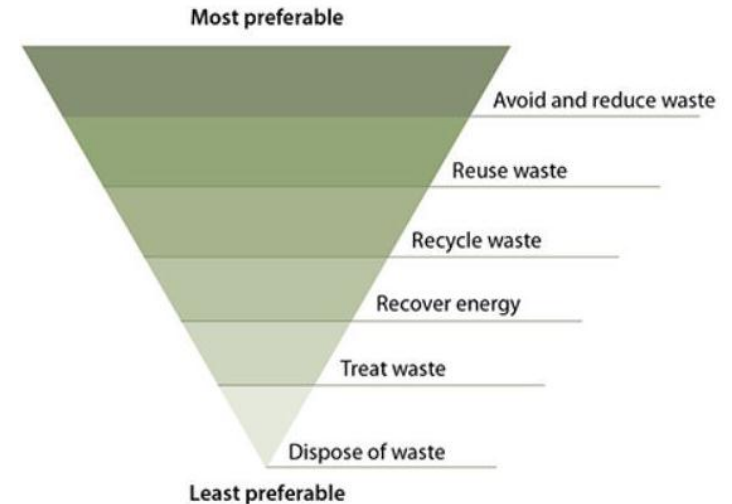 Most preferable
Avoid and reduce waste
Reuse waste
Recycle waste
Recover energy
Treat waste
Dispose of waste
Least preferable